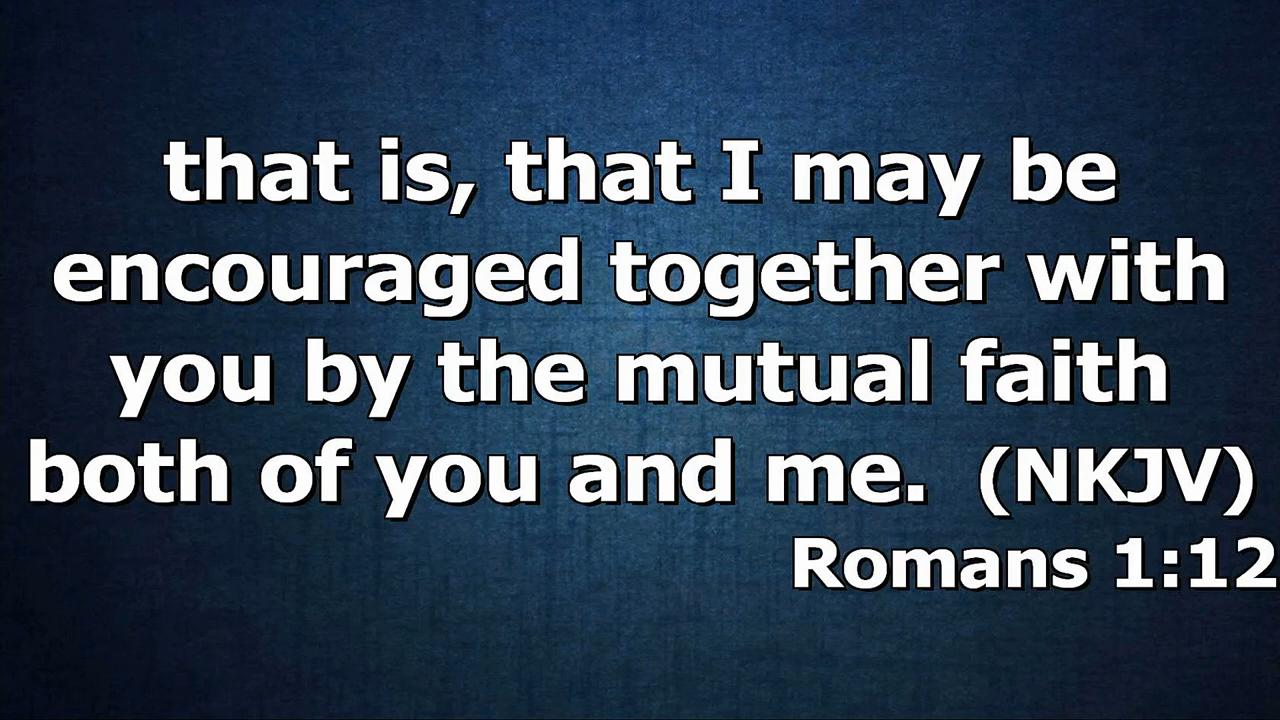 that is, that I may be
encouraged together with
you by the mutual faith
both of you and me.  (NKJV)
Romans 1:12